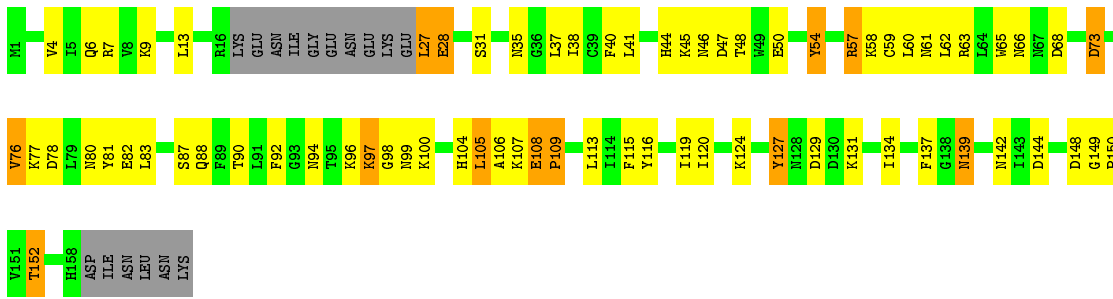 M1 V4 I5 Q6 R7 V8 K9 L13 R16 LYS GLU ASN ILE GLY GLU ASN GLU LYS GLU L27 E28 S31 N35 G36 L37 I38 C39 F40 L41 H44 K45 N46 D47 T48 W49 E50 Y54 R57 K58 C59 L60 N61 L62 R63 L64 W65 N66 N67 D68 D73
V76 K77 D78 L79 N80 Y81 E82 L83 S87 Q88 F89 T90 L91 F92 G93 N94 T95 K96 K97 G98 N99 K100 H104 L105 A106 K107 E108 P109 L113 I114 F115 Y116 I119 I120 K124 Y127 N128 D129 D130 K131 I134 F137 G138 N139 N142 I143 D144 D148 G149
V151 T152 H158 ASP ILE ASN LEU ASN LYS